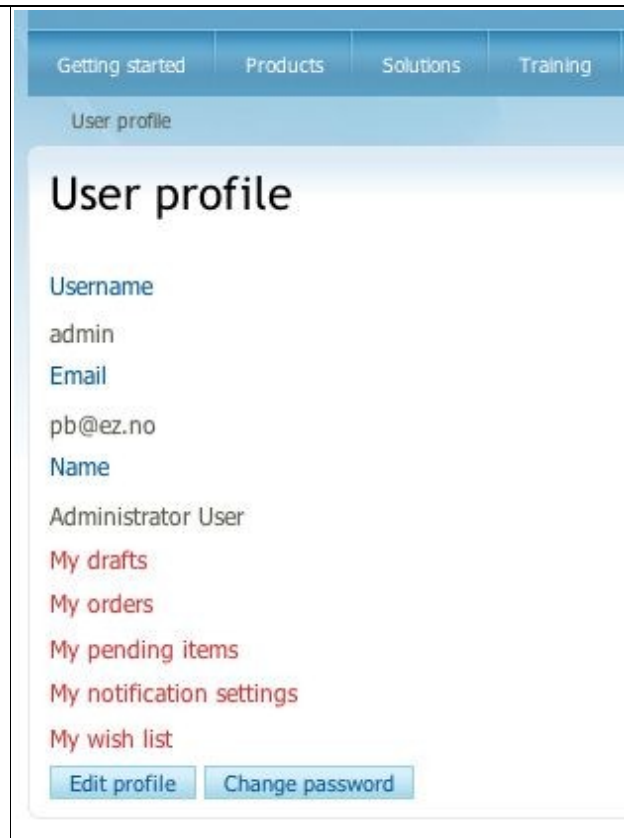 Getting started Products Solutions Training
User profile
User profile
Username
admin
Email
pb@ez.no
Name
Administrator User
My drafts
My orders
My pending items
My notification settings
My wish list
Edit profile Change password